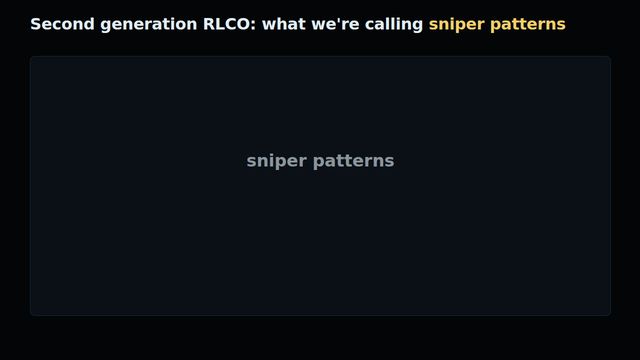 Second generation RLCO: what we're calling sniper patterns
sniper patterns